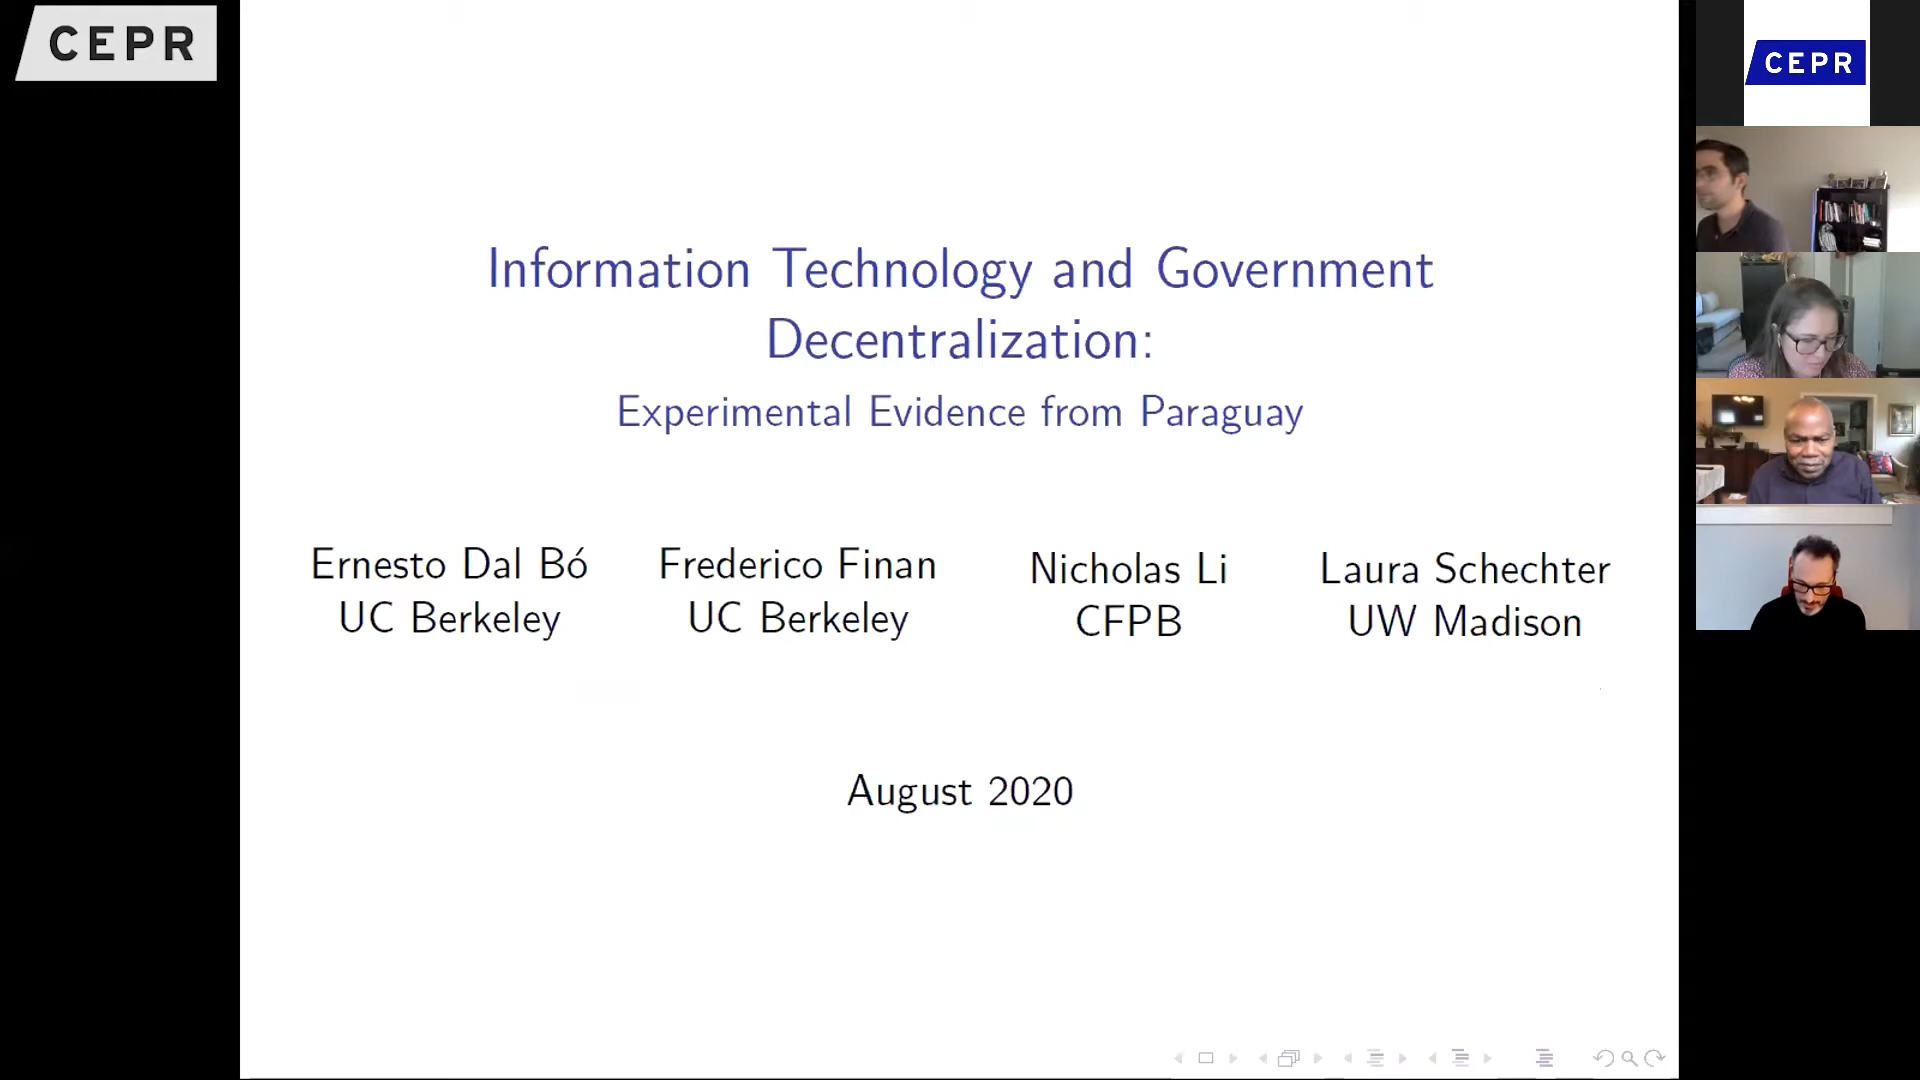 CEPR
CEPR
Information Technology and Government
Decentralization:
Experimental Evidence from Paraguay
Ernesto Dal Bó
UC Berkeley
Frederico Finan
UC Berkeley
Nicholas Li
CFPB
Laura Schechter
UW Madison
August 2020